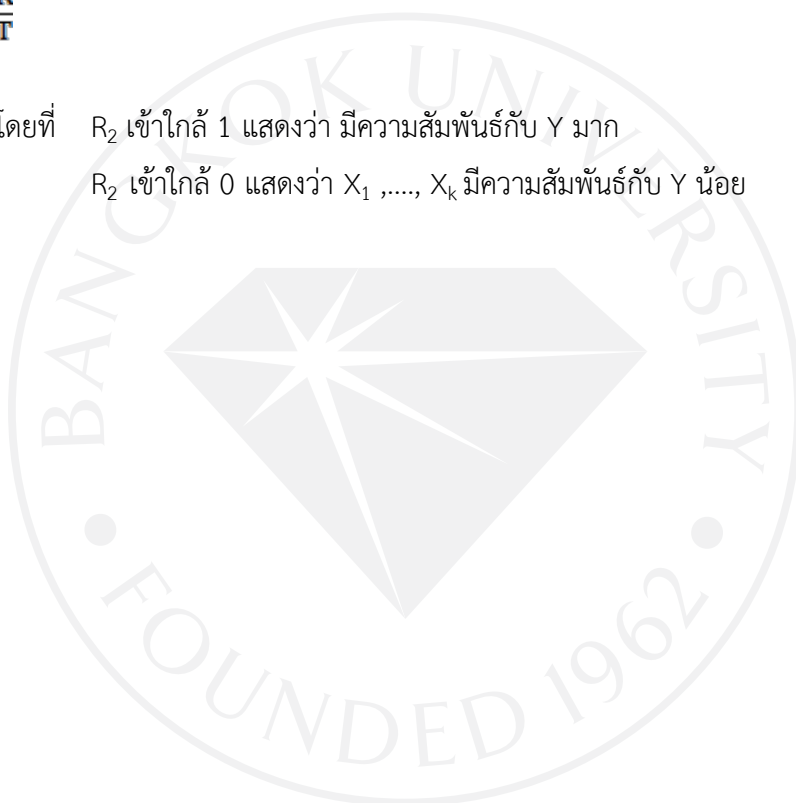 T
โดยที่ R₂ เข้าใกล้ 1 แสดงว่า มีความสัมพันธ์กับ Y มาก
R₂ เข้าใกล้ 0 แสดงว่า X₁ ,...., Xₖ มีความสัมพันธ์กับ Y น้อย
BANGKOK UNIVERSITY
• FOUNDED 1962 •